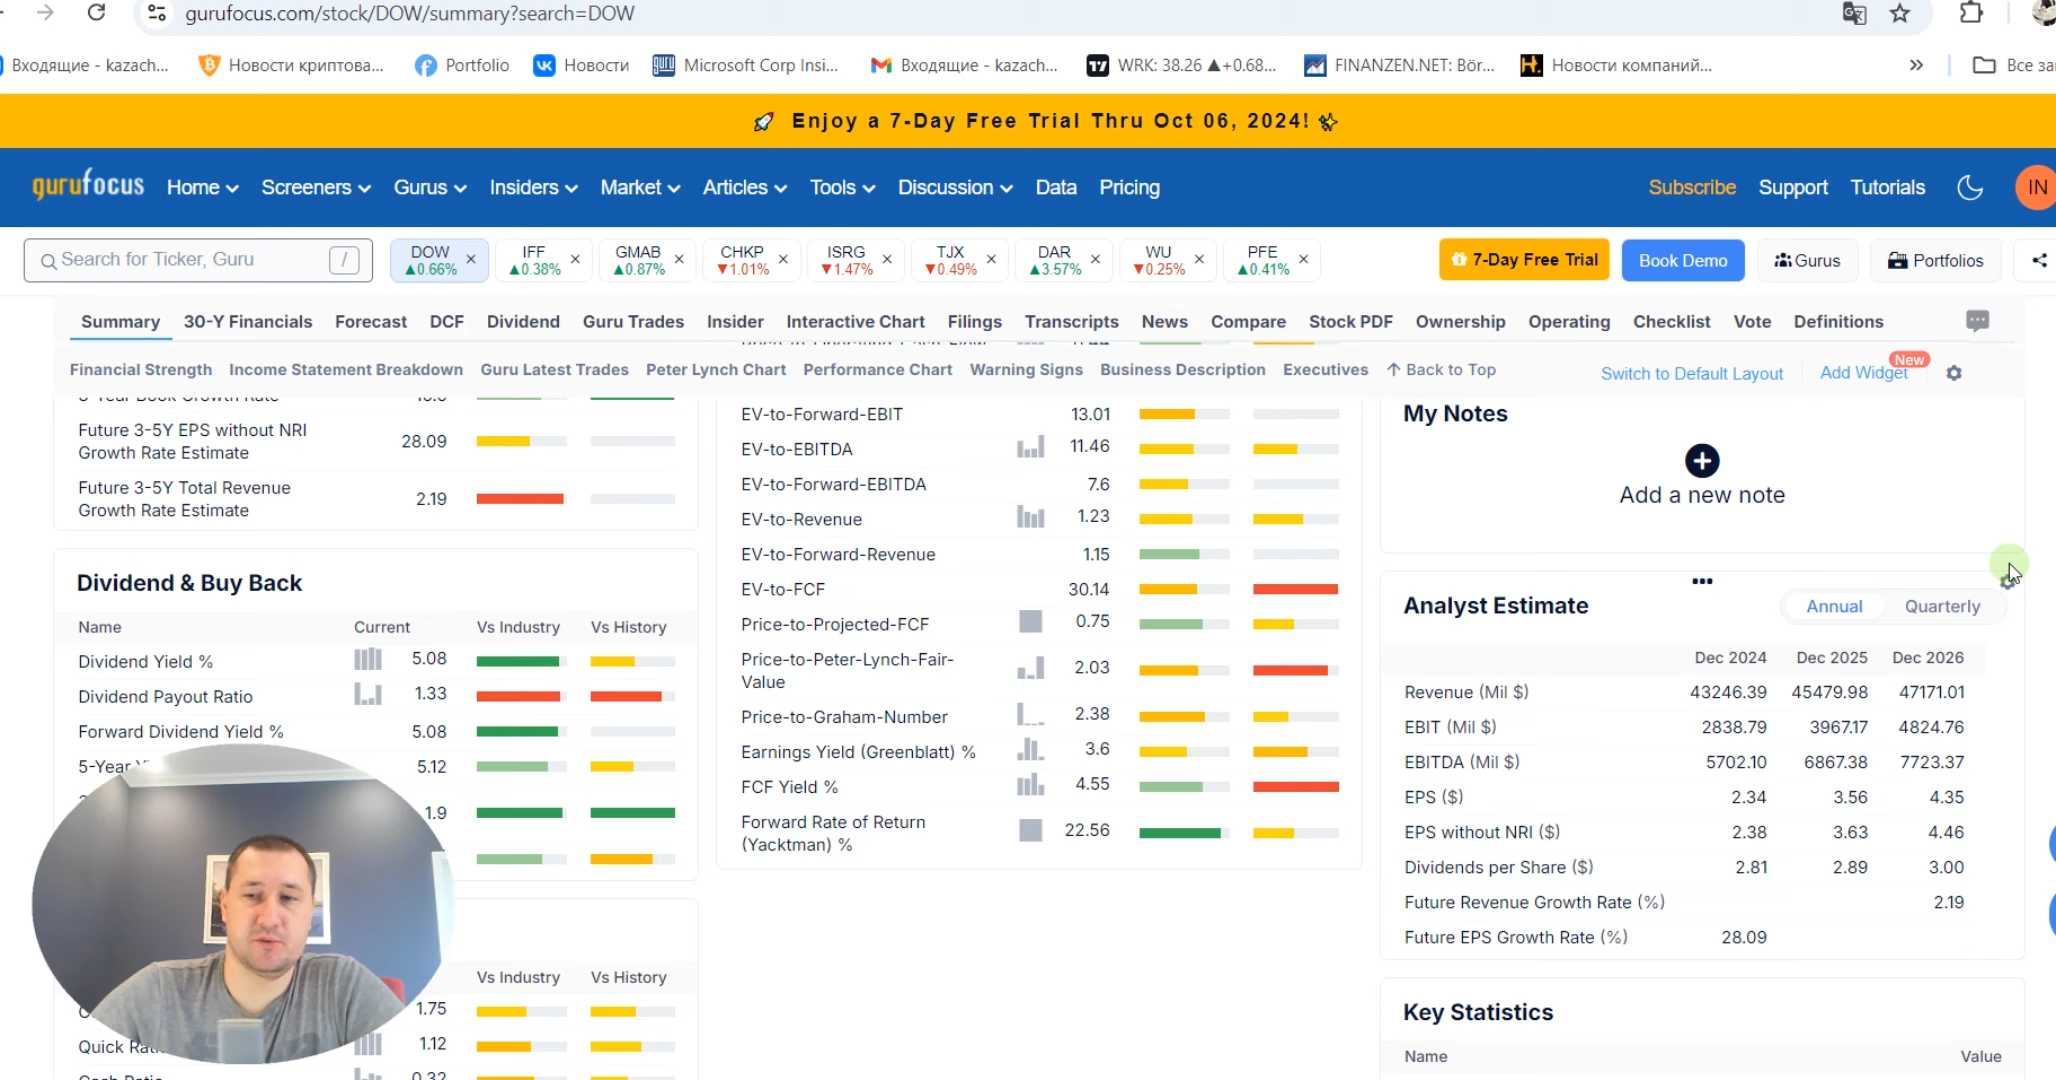 gurufocus.com/stock/DOW/summary?search=DOW
Входящие - kazach...
Новости криптова...
Portfolio
Новости
Microsoft Corp Insi...
Входящие - kazach...
WRK: 38.26 ▲+0.68...
FINANZEN.NET: Bör...
Новости компаний...
»
Все за
Enjoy a 7-Day Free Trial Thru Oct 06, 2024!
gurufocus
Home
Screeners
Gurus
Insiders
Market
Articles
Tools
Discussion
Data
Pricing
Subscribe
Support
Tutorials
IN
Search for Ticker, Guru /
DOW ×
▲0.66%
IFF ×
▲0.38%
GMAB ×
▲0.87%
CHKP ×
▼1.01%
ISRG ×
▼1.47%
TJX ×
▼0.49%
DAR ×
▲3.57%
WU ×
▼0.25%
PFE ×
▲0.41%
7-Day Free Trial
Book Demo
Gurus
Portfolios
Summary
30-Y Financials
Forecast
DCF
Dividend
Guru Trades
Insider
Interactive Chart
Filings
Transcripts
News
Compare
Stock PDF
Ownership
Operating
Checklist
Vote
Definitions
Financial Strength
Income Statement Breakdown
Guru Latest Trades
Peter Lynch Chart
Performance Chart
Warning Signs
Business Description
Executives
↑ Back to Top
Switch to Default Layout
Add Widget
New
Future 3-5Y EPS without NRI
Growth Rate Estimate 28.09
Future 3-5Y Total Revenue
Growth Rate Estimate 2.19
Dividend & Buy Back
Name Current Vs Industry Vs History
Dividend Yield % 5.08
Dividend Payout Ratio 1.33
Forward Dividend Yield % 5.08
5-Year 5.12
1.9
Vs Industry Vs History
1.75
Quick 1.12
0.32
EV-to-Forward-EBIT 13.01
EV-to-EBITDA 11.46
EV-to-Forward-EBITDA 7.6
EV-to-Revenue 1.23
EV-to-Forward-Revenue 1.15
EV-to-FCF 30.14
Price-to-Projected-FCF 0.75
Price-to-Peter-Lynch-Fair-
Value 2.03
Price-to-Graham-Number 2.38
Earnings Yield (Greenblatt) % 3.6
FCF Yield % 4.55
Forward Rate of Return
(Yacktman) % 22.56
My Notes
Add a new note
Analyst Estimate
Annual Quarterly
Dec 2024 Dec 2025 Dec 2026
Revenue (Mil $) 43246.39 45479.98 47171.01
EBIT (Mil $) 2838.79 3967.17 4824.76
EBITDA (Mil $) 5702.10 6867.38 7723.37
EPS ($) 2.34 3.56 4.35
EPS without NRI ($) 2.38 3.63 4.46
Dividends per Share ($) 2.81 2.89 3.00
Future Revenue Growth Rate (%) 2.19
Future EPS Growth Rate (%) 28.09
Key Statistics
Name Value